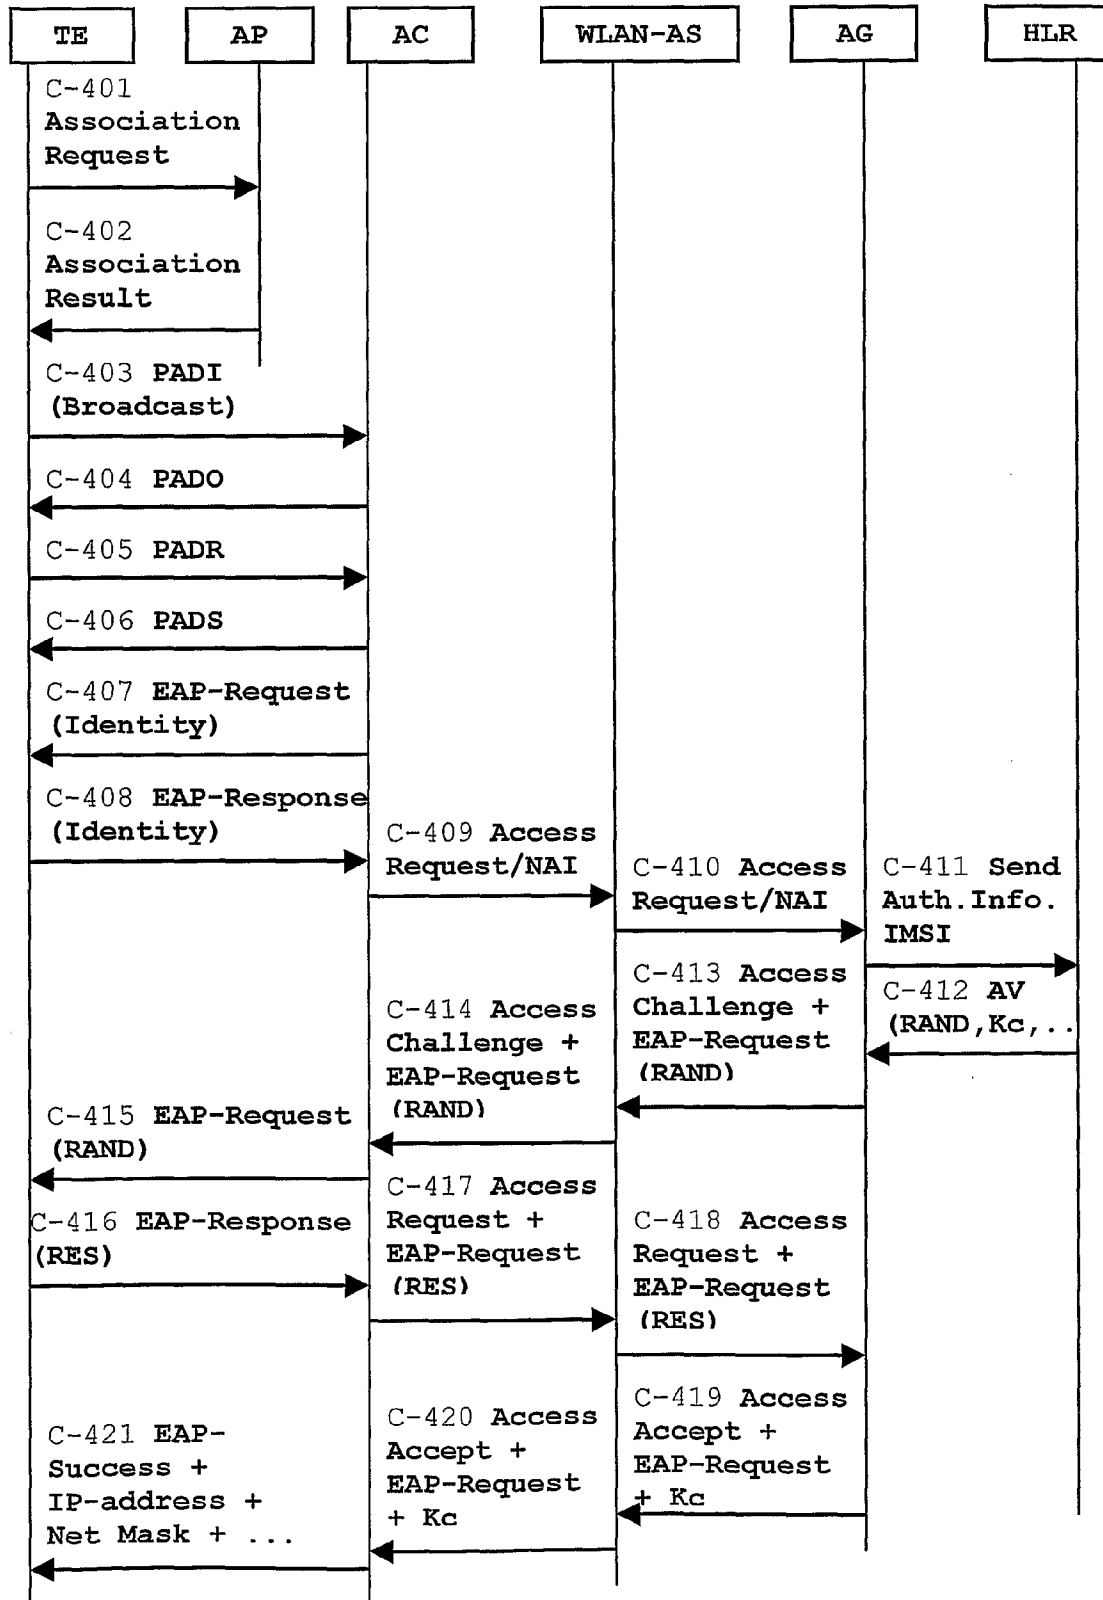 TE
AP
AC
WLAN-AS
AG
HLR
C-401
Association
Request
C-402
Association
Result
C-403 PADI
(Broadcast)
C-404 PADO
C-405 PADR
C-406 PADS
C-407 EAP-Request
(Identity)
C-408 EAP-Response
(Identity)
C-409 Access
Request/NAI
C-410 Access
Request/NAI
C-411 Send
Auth.Info.
IMSI
C-412 AV
(RAND,Kc,..
C-413 Access
Challenge +
EAP-Request
(RAND)
C-414 Access
Challenge +
EAP-Request
(RAND)
C-415 EAP-Request
(RAND)
C-416 EAP-Response
(RES)
C-417 Access
Request +
EAP-Request
(RES)
C-418 Access
Request +
EAP-Request
(RES)
C-419 Access
Accept +
EAP-Request
+ Kc
C-420 Access
Accept +
EAP-Request
+ Kc
C-421 EAP-
Success +
IP-address +
Net Mask + ...